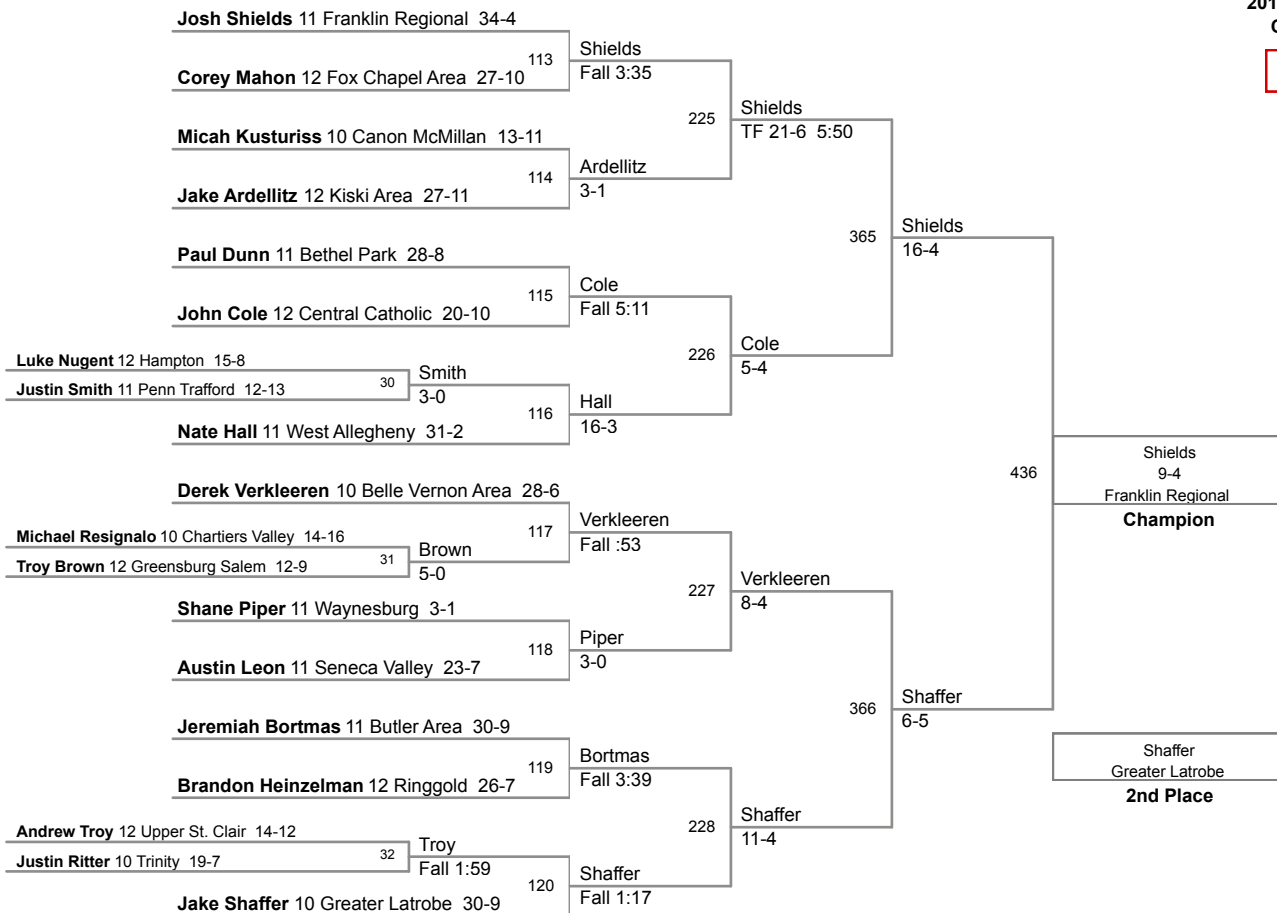 201
Josh Shields 11 Franklin Regional 34-4
113
Shields
Fall 3:35
Corey Mahon 12 Fox Chapel Area 27-10
225
Shields
TF 21-6 5:50
Micah Kusturiss 10 Canon McMillan 13-11
114
Ardellitz
3-1
Jake Ardellitz 12 Kiski Area 27-11
365
Shields
16-4
Paul Dunn 11 Bethel Park 28-8
115
Cole
Fall 5:11
John Cole 12 Central Catholic 20-10
226
Cole
5-4
Luke Nugent 12 Hampton 15-8
30
Smith
3-0
Justin Smith 11 Penn Trafford 12-13
116
Hall
16-3
Nate Hall 11 West Allegheny 31-2
436
Shields
9-4
Franklin Regional
Champion
Derek Verkleeren 10 Belle Vernon Area 28-6
117
Verkleeren
Fall :53
Michael Resignalo 10 Chartiers Valley 14-16
31
Brown
5-0
Troy Brown 12 Greensburg Salem 12-9
227
Verkleeren
8-4
Shane Piper 11 Waynesburg 3-1
118
Piper
3-0
Austin Leon 11 Seneca Valley 23-7
366
Shaffer
6-5
Jeremiah Bortmas 11 Butler Area 30-9
119
Bortmas
Fall 3:39
Brandon Heinzelman 12 Ringgold 26-7
Shaffer
Greater Latrobe
2nd Place
228
Shaffer
11-4
Andrew Troy 12 Upper St. Clair 14-12
32
Troy
Fall 1:59
Justin Ritter 10 Trinity 19-7
120
Shaffer
Fall 1:17
Jake Shaffer 10 Greater Latrobe 30-9